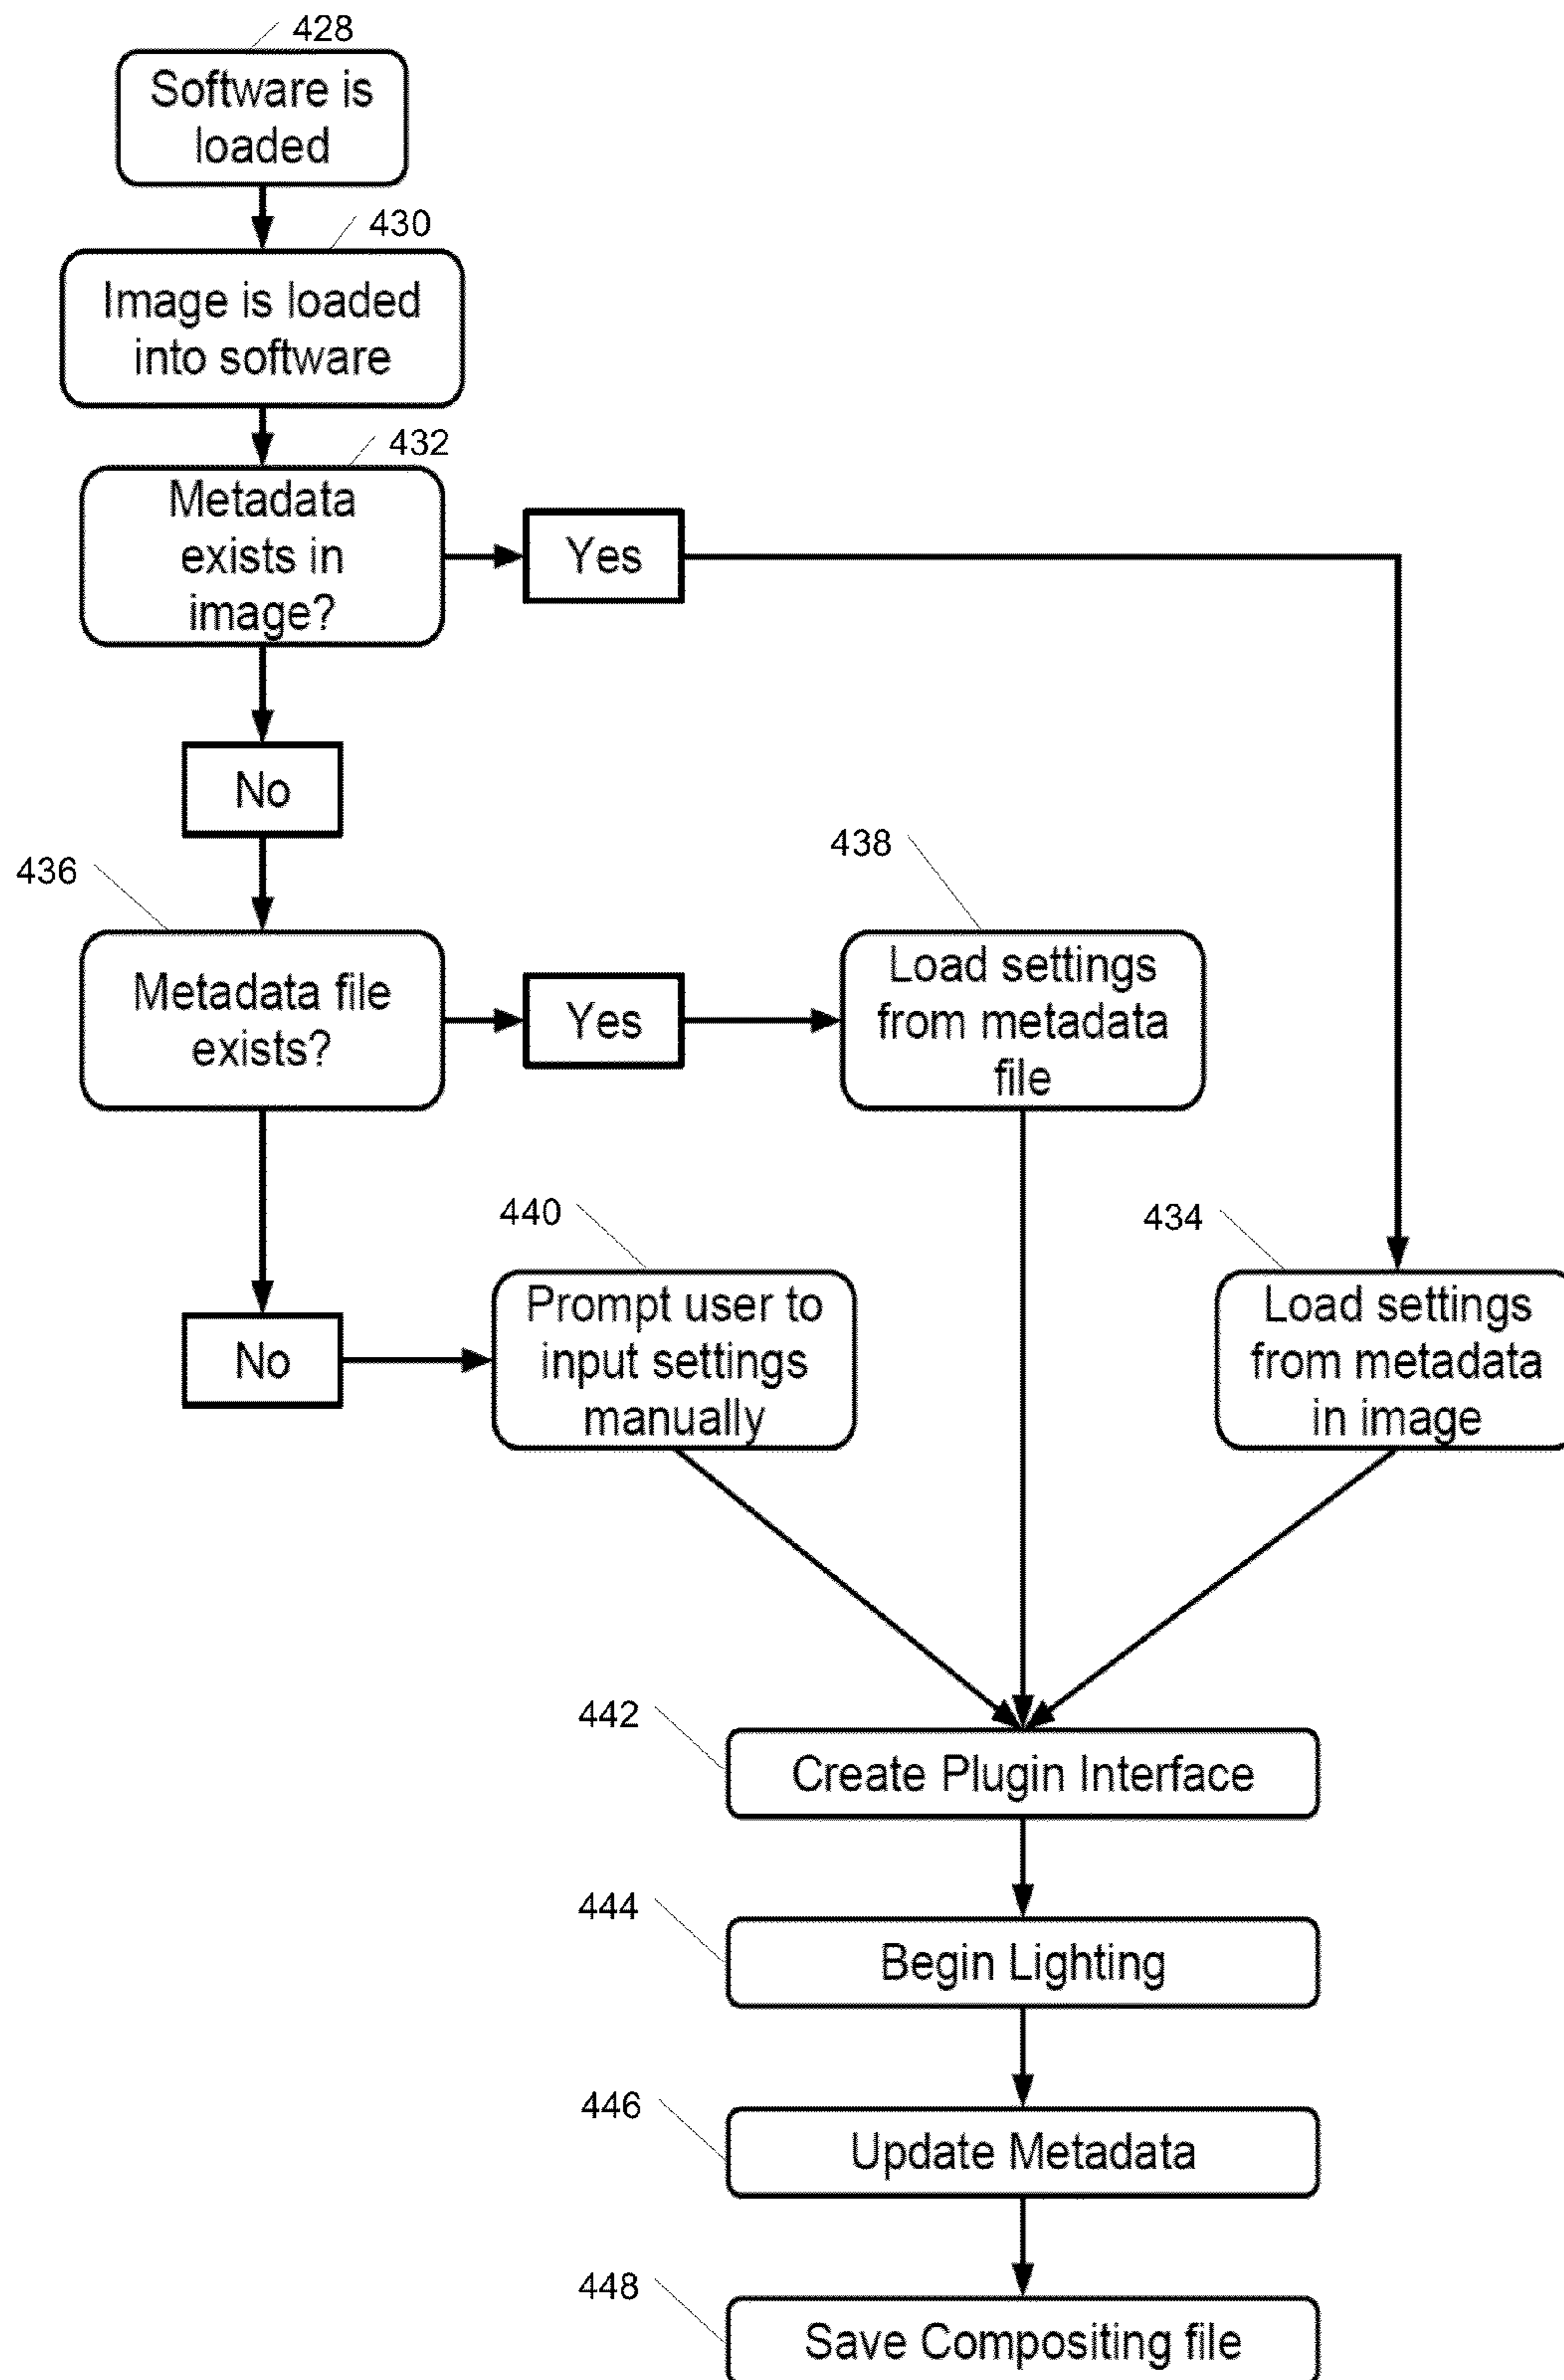 428
Software is
loaded
430
Image is loaded
into software
432
Metadata
exists in
image?
Yes
No
436
Metadata file
exists?
Yes
438
Load settings
from metadata
file
No
440
Prompt user to
input settings
manually
434
Load settings
from metadata
in image
442
Create Plugin Interface
444
Begin Lighting
446
Update Metadata
448
Save Compositing file